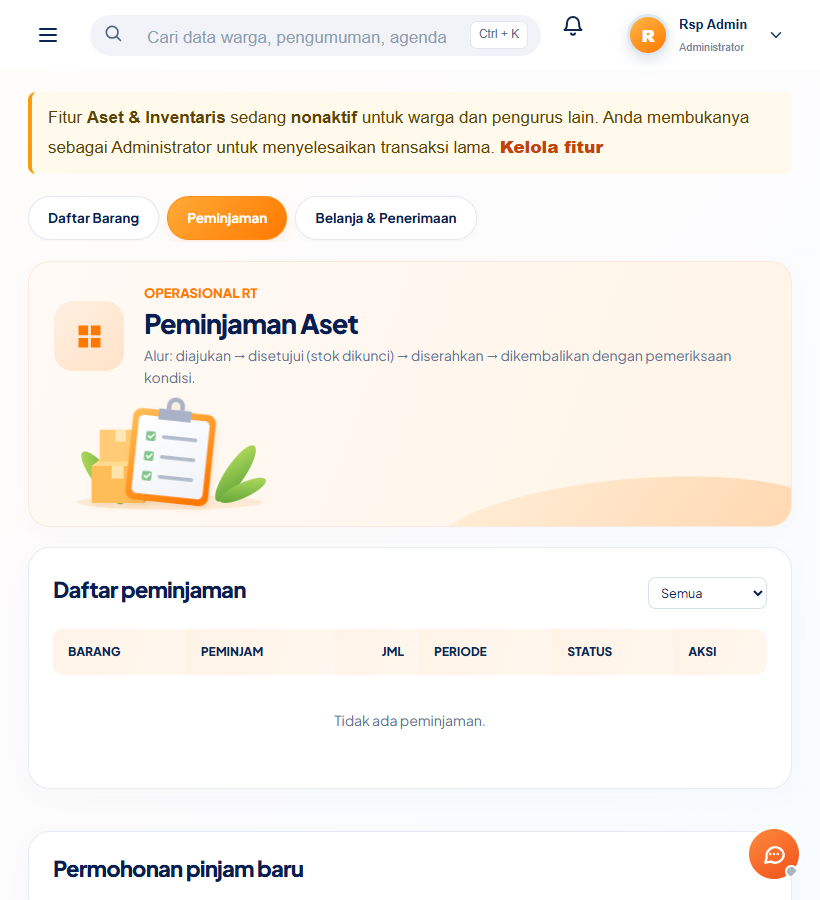 Cari data warga, pengumuman, agenda
Ctrl + K
R
Rsp Admin
Administrator
Fitur Aset & Inventaris sedang nonaktif untuk warga dan pengurus lain. Anda membukanya
sebagai Administrator untuk menyelesaikan transaksi lama. Kelola fitur
Daftar Barang
Peminjaman
Belanja & Penerimaan
OPERASIONAL RT
Peminjaman Aset
Alur: diajukan → disetujui (stok dikunci) → diserahkan → dikembalikan dengan pemeriksaan
kondisi.
Daftar peminjaman
Semua
BARANG PEMINJAM JML PERIODE STATUS AKSI
Tidak ada peminjaman.
Permohonan pinjam baru